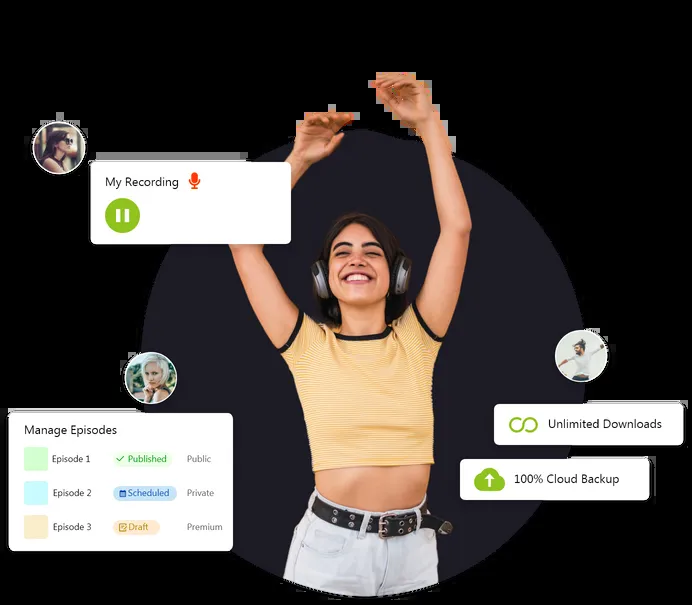 My Recording
Manage Episodes
Episode 1 Published Public
Episode 2 Scheduled Private
Episode 3 Draft Premium
Unlimited Downloads
100% Cloud Backup